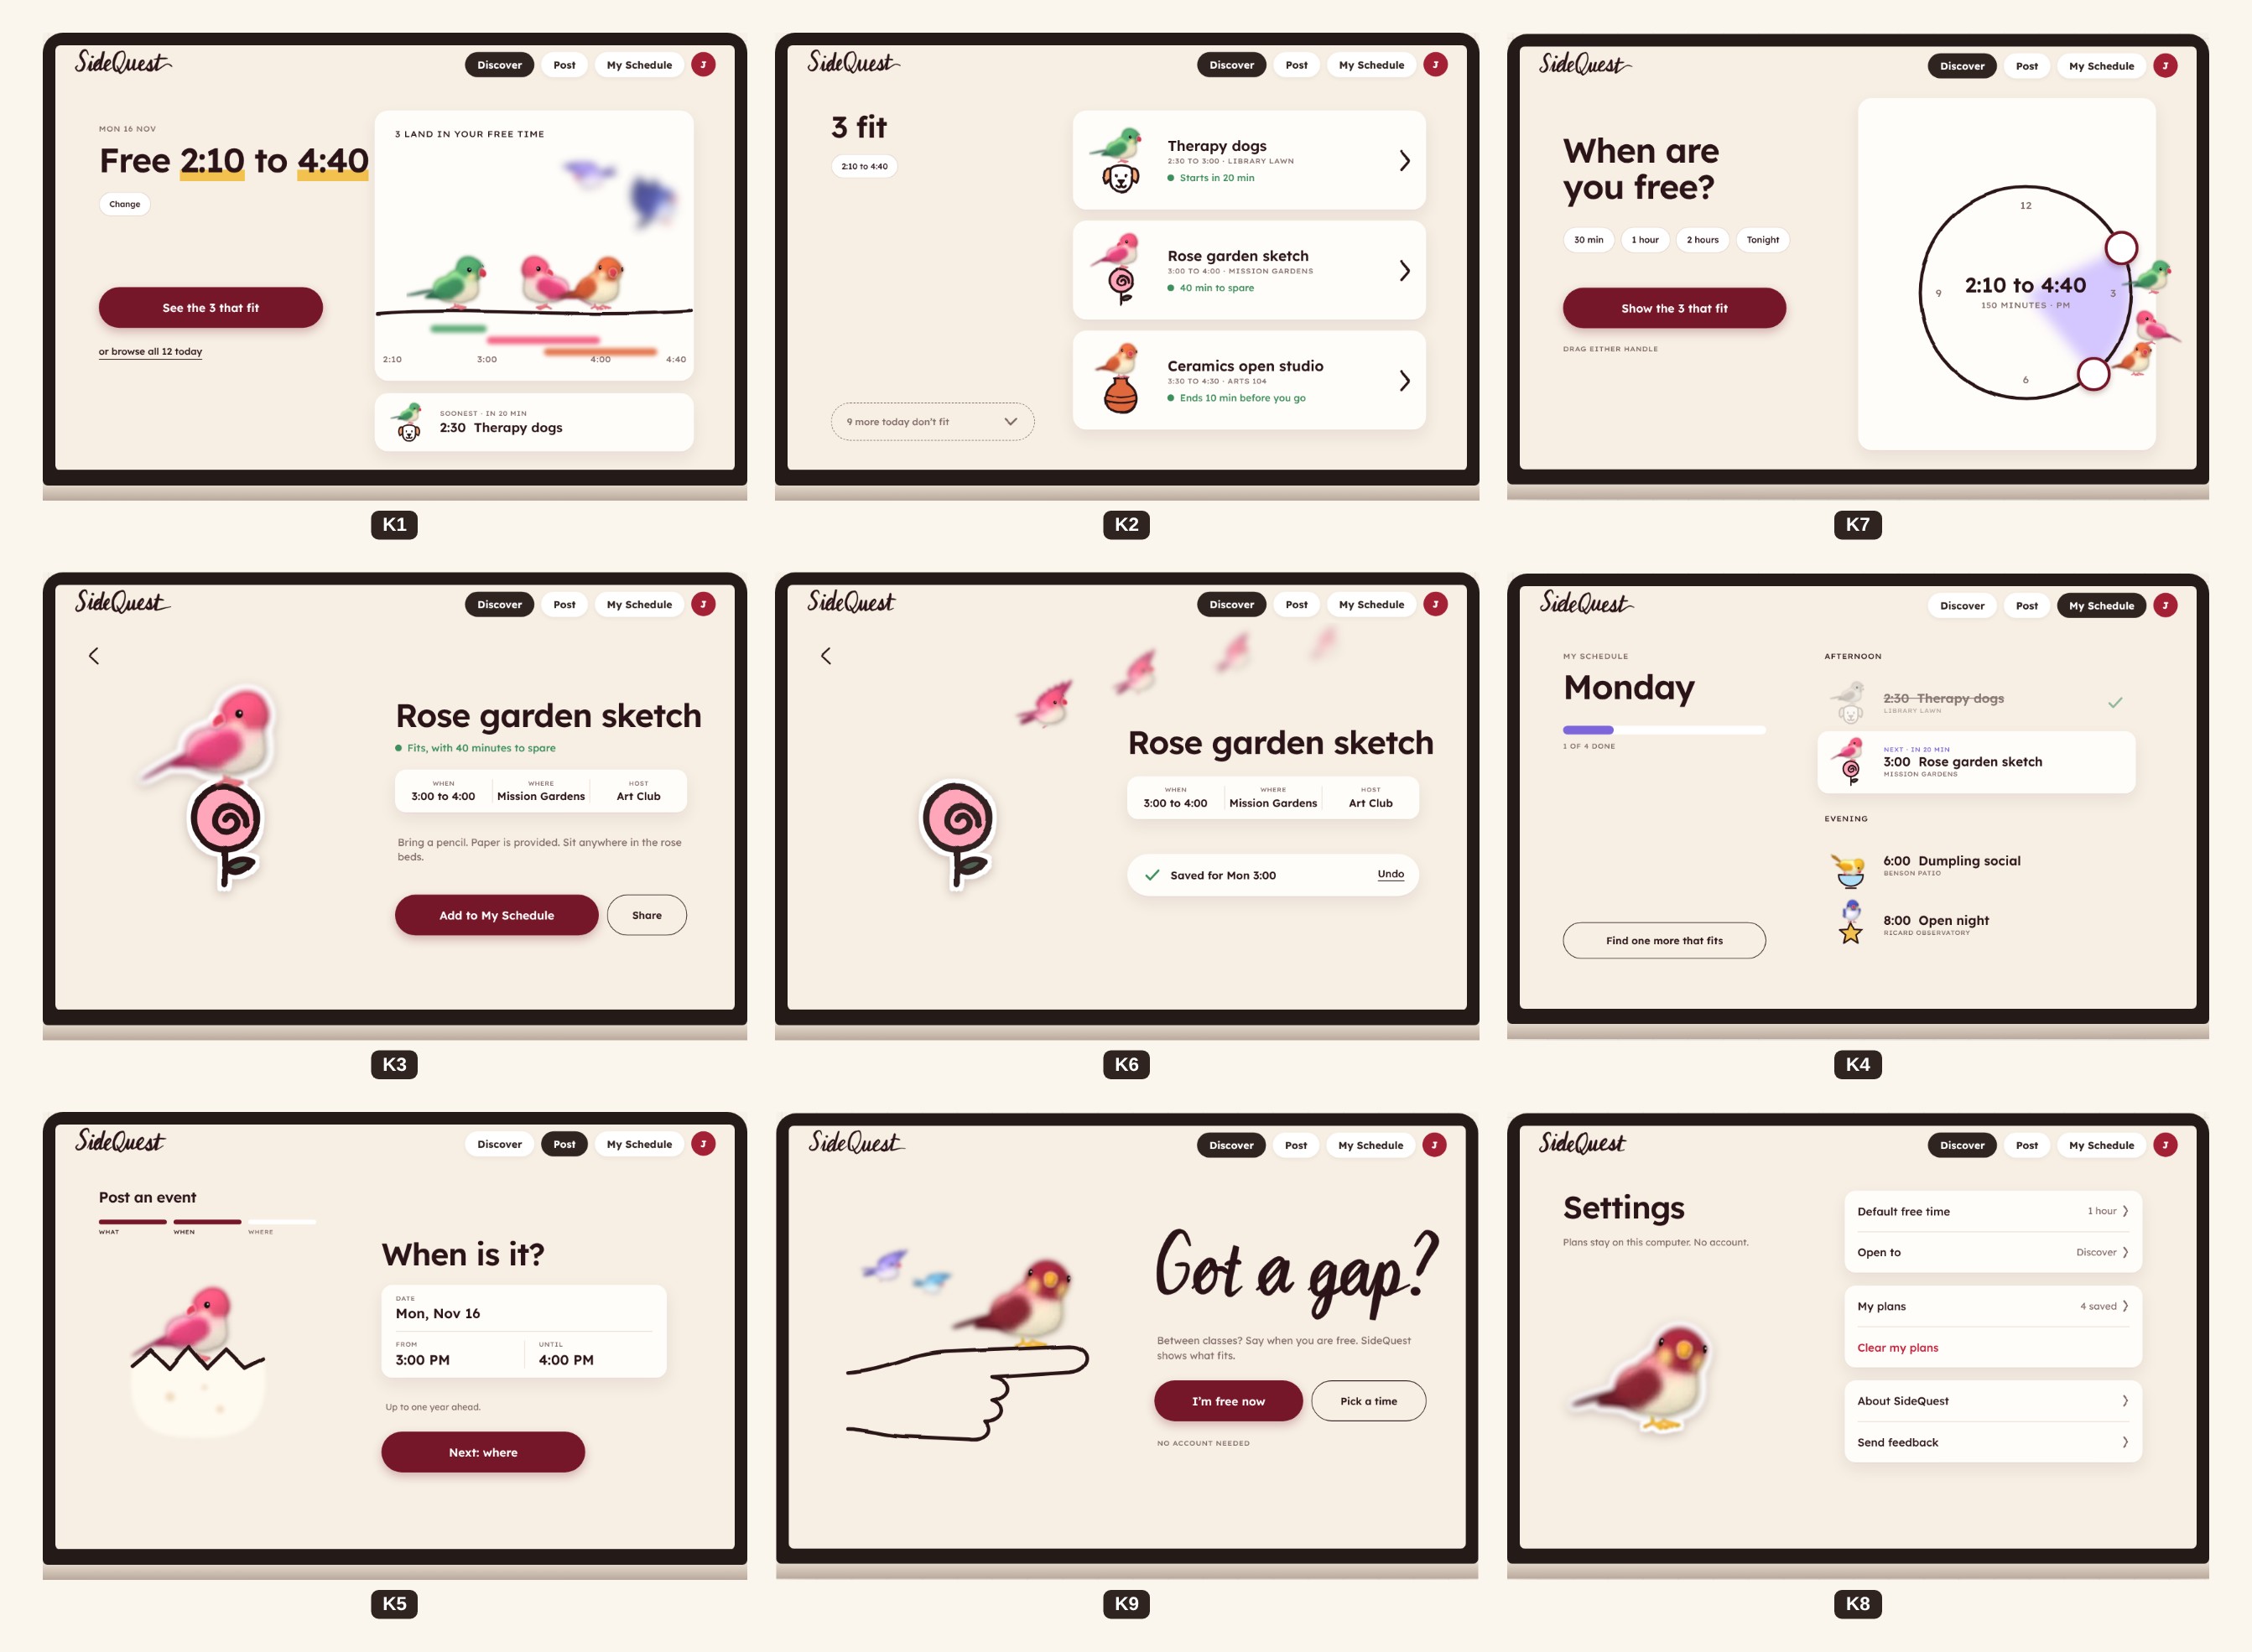 SideQuest
Discover
Post
My Schedule
J
MON 16 NOV
Free 2:10 to 4:40
Change
See the 3 that fit
or browse all 12 today
3 LAND IN YOUR FREE TIME
2:10
3:00
4:00
4:40
SOONEST · IN 20 MIN
2:30 Therapy dogs
K1
SideQuest
Discover
Post
My Schedule
J
3 fit
2:10 to 4:40
9 more today don't fit
Therapy dogs
2:30 TO 3:00 · LIBRARY LAWN
Starts in 20 min
Rose garden sketch
3:00 TO 4:00 · MISSION GARDENS
40 min to spare
Ceramics open studio
3:30 TO 4:30 · ARTS 104
Ends 10 min before you go
K2
SideQuest
Discover
Post
My Schedule
J
When are
you free?
30 min
1 hour
2 hours
Tonight
Show the 3 that fit
DRAG EITHER HANDLE
12
9
2:10 to 4:40
150 MINUTES · PM
3
6
K7
SideQuest
Discover
Post
My Schedule
J
Rose garden sketch
Fits, with 40 minutes to spare
WHEN
3:00 to 4:00
WHERE
Mission Gardens
HOST
Art Club
Bring a pencil. Paper is provided. Sit anywhere in the rose
beds.
Add to My Schedule
Share
K3
SideQuest
Discover
Post
My Schedule
J
Rose garden sketch
WHEN
3:00 to 4:00
WHERE
Mission Gardens
HOST
Art Club
Saved for Mon 3:00
Undo
K6
SideQuest
Discover
Post
My Schedule
J
MY SCHEDULE
Monday
1 OF 4 DONE
Find one more that fits
AFTERNOON
2:30 Therapy dogs
LIBRARY LAWN
NEXT · IN 20 MIN
3:00 Rose garden sketch
MISSION GARDENS
EVENING
6:00 Dumpling social
BENSON PATIO
8:00 Open night
RICARD OBSERVATORY
K4
SideQuest
Discover
Post
My Schedule
J
Post an event
WHAT
WHEN
WHERE
When is it?
DATE
Mon, Nov 16
FROM
3:00 PM
UNTIL
4:00 PM
Up to one year ahead.
Next: where
K5
SideQuest
Discover
Post
My Schedule
J
Got a gap?
Between classes? Say when you are free. SideQuest
shows what fits.
I'm free now
Pick a time
NO ACCOUNT NEEDED
K9
SideQuest
Discover
Post
My Schedule
J
Settings
Plans stay on this computer. No account.
Default free time
1 hour
Open to
Discover
My plans
4 saved
Clear my plans
About SideQuest
Send feedback
K8